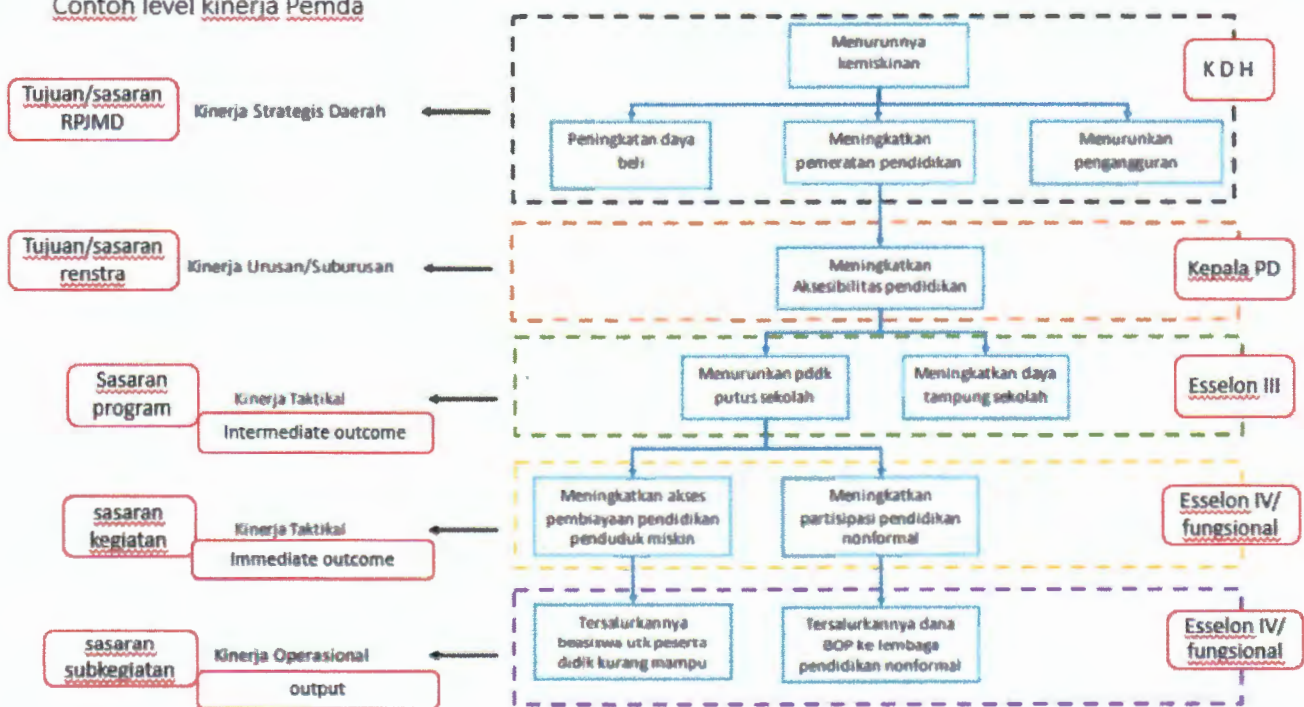 Contoh level kinerja Pemda
Menurunnya
kemiskinan
K D H
Tujuan/sasaran
RPJMD
Kinerja Strategis Daerah
Peningkatan daya
beli
Meningkatkan
pemeratan pendidikan
Menurunkan
pengangguran
Tujuan/sasaran
renstra
Kinerja Urusan/Suburusan
Meningkatkan
Aksesibilitas pendidikan
Kepala PD
Sasaran
program
Kinerja Taktikal
Intermediate outcome
Menurunkan pddk
putus sekolah
Meningkatkan daya
tampung sekolah
Esselon III
sasaran
kegiatan
Kinerja Taktikal
Immediate outcome
Meningkatkan akses
pembiayaan pendidikan
penduduk miskin
Meningkatkan
partisipasi pendidikan
nonformal
Esselon IV/
fungsional
sasaran
subkegiatan
Kinerja Operasional
output
Tersalurkannya
beasiswa utk peserta
didik kurang mampu
Tersalurkannya dana
BOP ke lembaga
pendidikan nonformal
Esselon IV/
fungsional